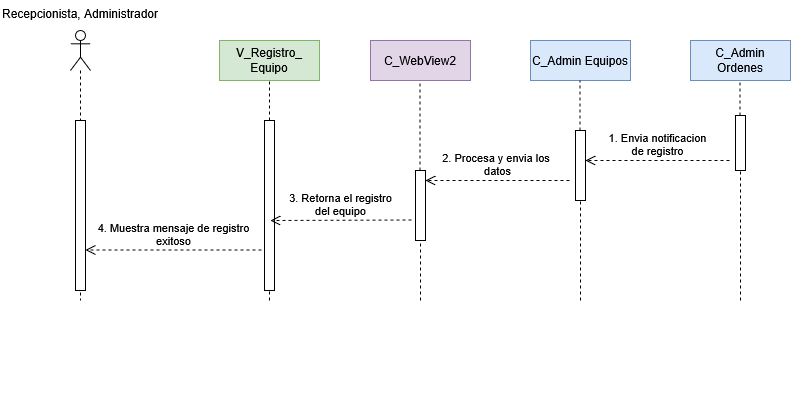 Recepcionista, Administrador
V_Registro_
Equipo
C_WebView2
C_Admin Equipos
C_Admin
Ordenes
1. Envia notificacion
de registro
2. Procesa y envia los
datos
3. Retorna el registro
del equipo
4. Muestra mensaje de registro
exitoso